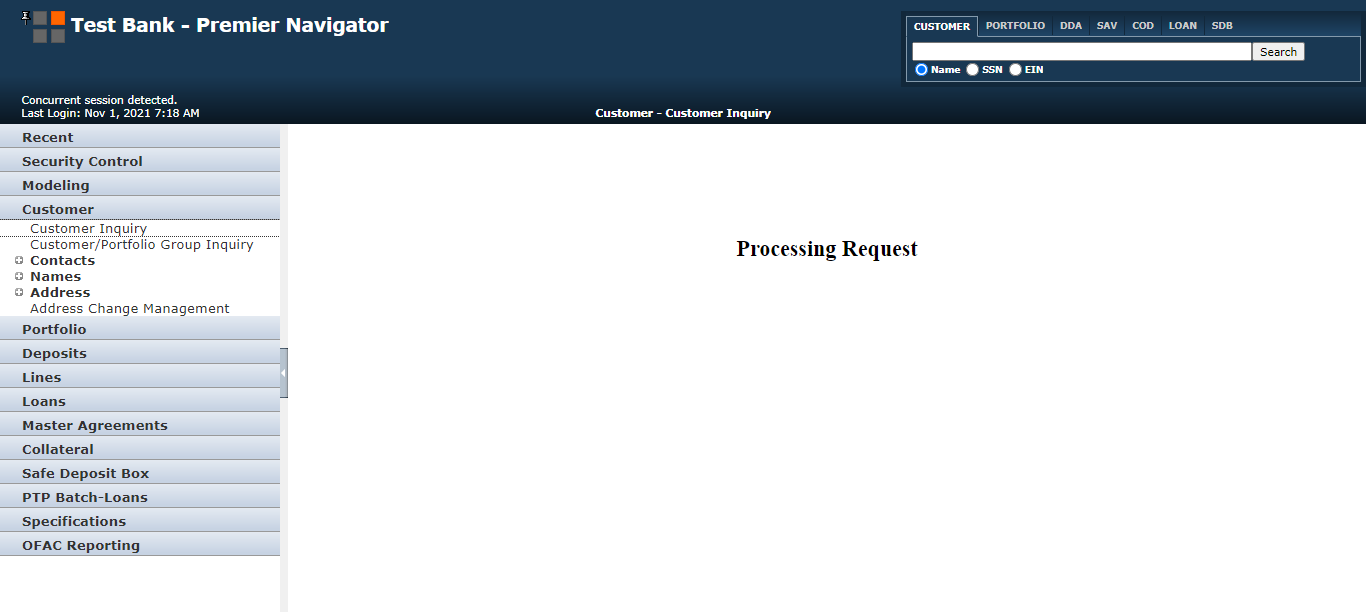 Test Bank - Premier Navigator
CUSTOMER PORTFOLIO DDA SAV COD LOAN SDB
Search
Name SSN EIN
Concurrent session detected.
Last Login: Nov 1, 2021 7:18 AM
Customer - Customer Inquiry
Recent
Security Control
Modeling
Customer
Customer Inquiry
Customer/Portfolio Group Inquiry
Contacts
Names
Address
Address Change Management
Portfolio
Deposits
Lines
Loans
Master Agreements
Collateral
Safe Deposit Box
PTP Batch-Loans
Specifications
OFAC Reporting
Processing Request